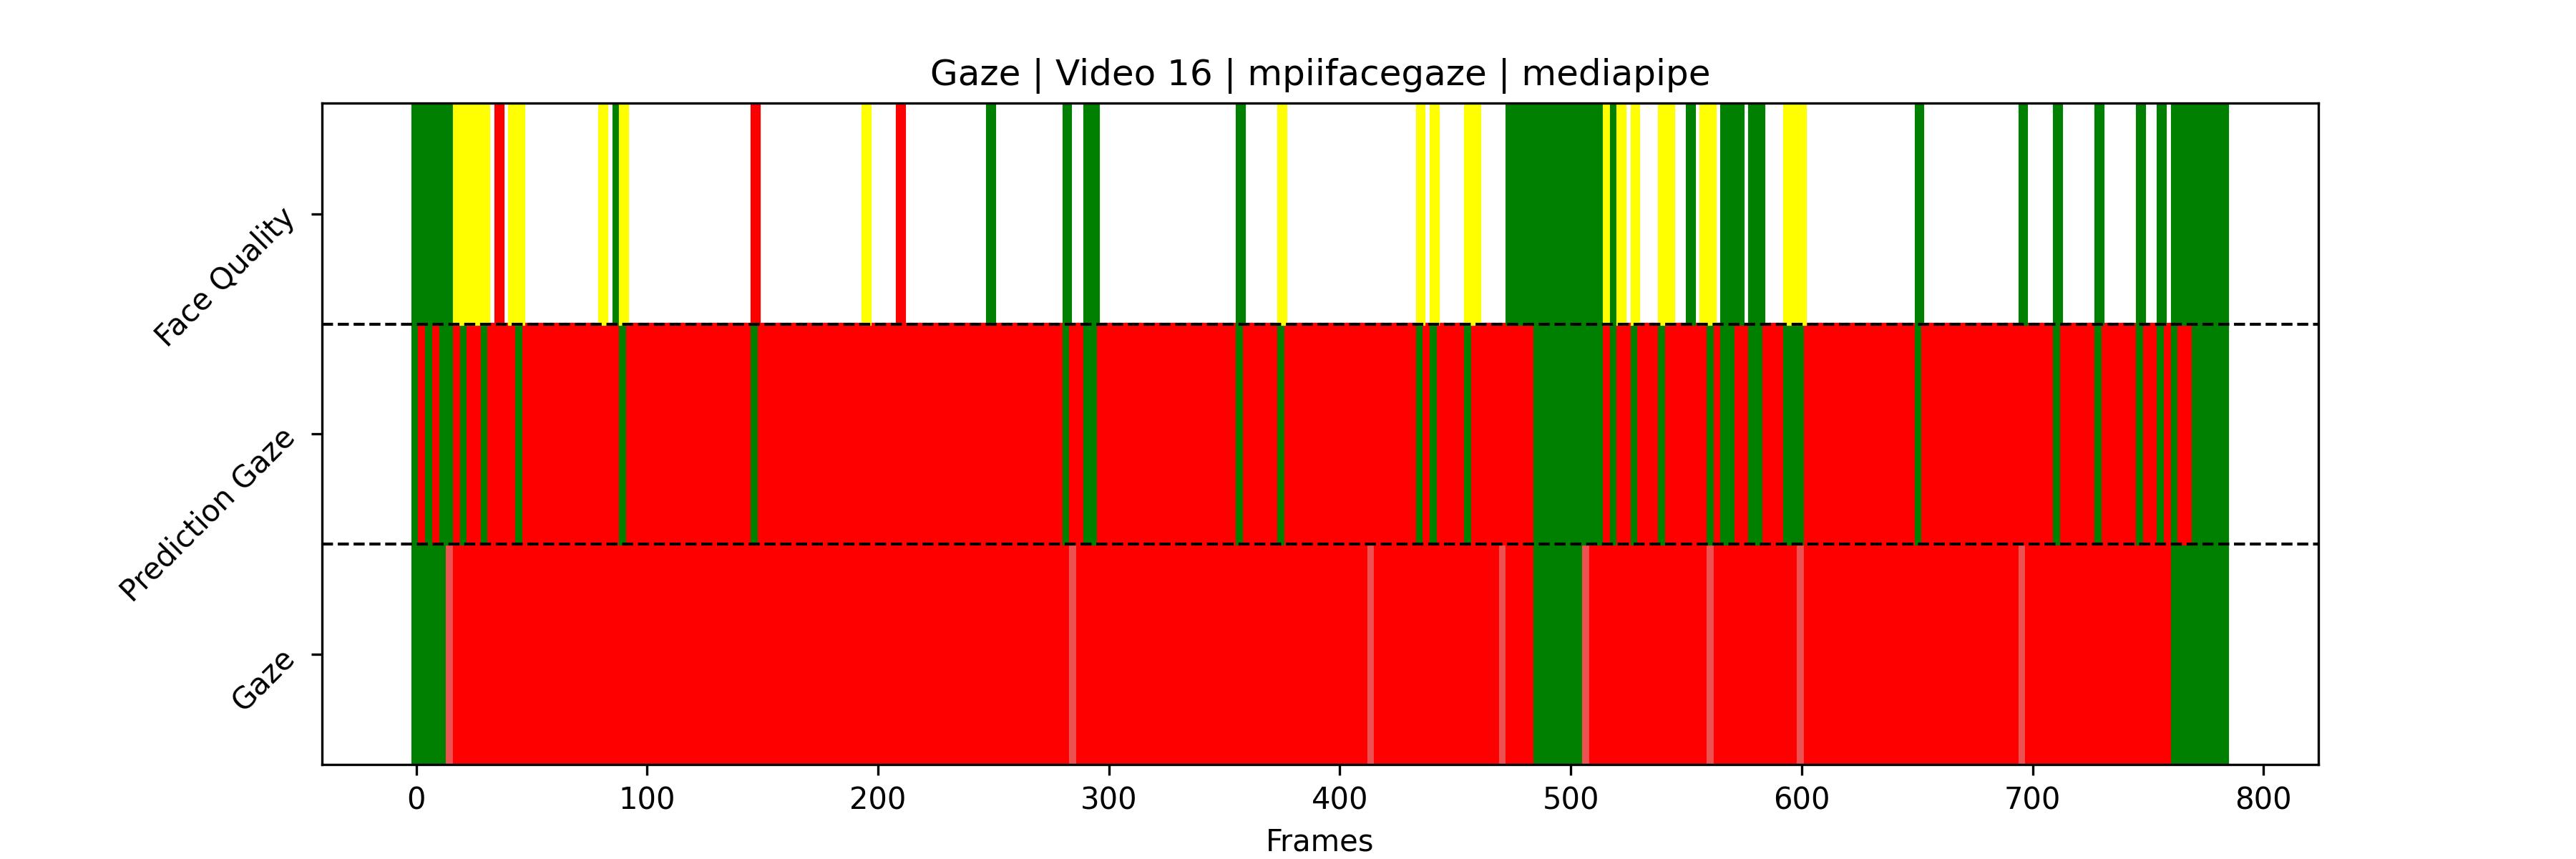 Gaze | Video 16 | mpiifacegaze | mediapipe
Face Quality
Prediction Gaze
Gaze
0 100 200 300 400 500 600 700 800
Frames